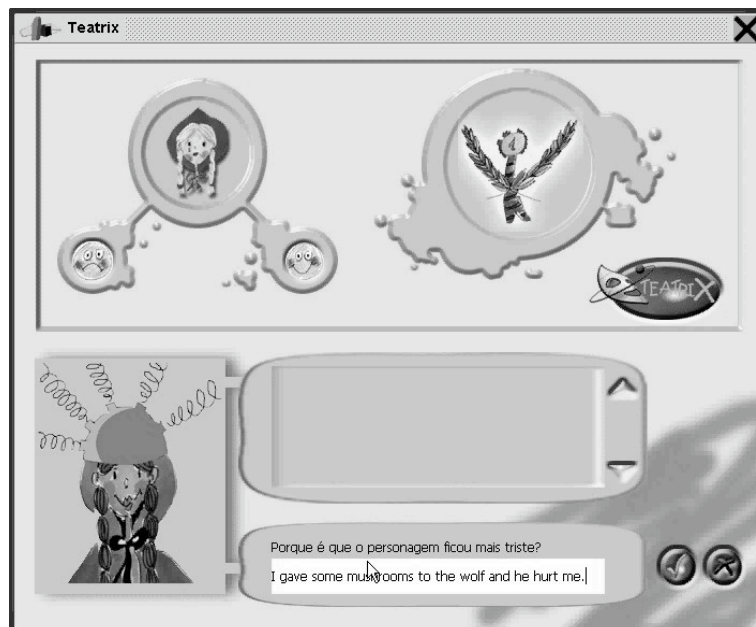 Teatrix
TEATRIX
Porque é que o personagem ficou mais triste?
I gave some mushrooms to the wolf and he hurt me.